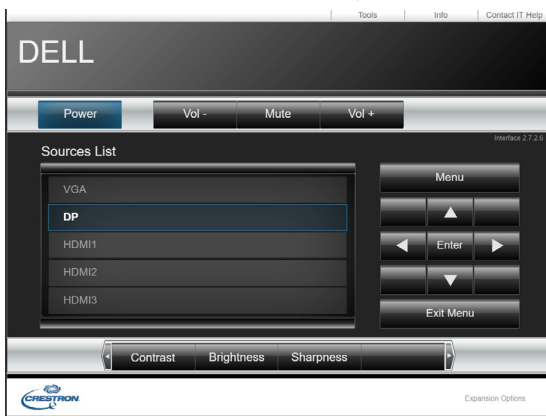 Tools Info Contact IT Help
DELL
Power Vol - Mute Vol +
Interface 2.7.2.6
Sources List
VGA
DP
HDMI1
HDMI2
HDMI3
Menu
Enter
Exit Menu
Contrast Brightness Sharpness
CRESTRON
Expansion Options